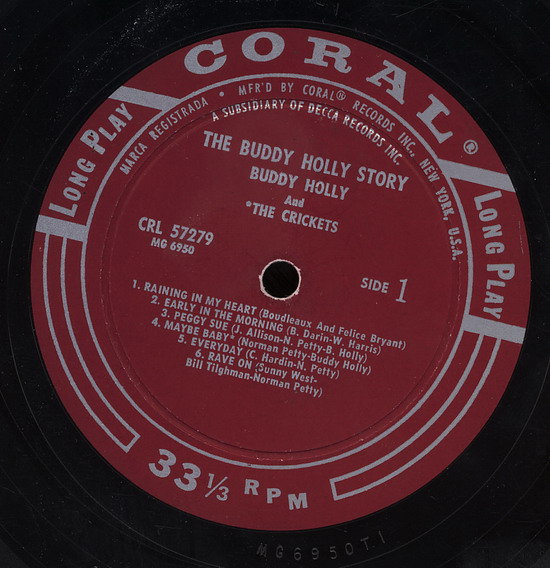 CORAL®
LONG PLAY
LONG PLAY
MARCA REGISTRADA • MFR'D BY CORAL® RECORDS INC., NEW YORK, U.S.A.
A SUBSIDIARY OF DECCA RECORDS INC.
THE BUDDY HOLLY STORY
BUDDY HOLLY
And
*THE CRICKETS
CRL 57279
MG 6950
SIDE 1
1. RAINING IN MY HEART (Boudleaux And Felice Bryant)
2. EARLY IN THE MORNING (B. Darin-W. Harris)
3. PEGGY SUE (J. Allison-N. Petty-B. Holly)
4. MAYBE BABY* (Norman Petty-Buddy Holly)
5. EVERYDAY (C. Hardin-N. Petty)
6. RAVE ON (Sunny West-
Bill Tilghman-Norman Petty)
33 1/3 RPM
MG6950T1